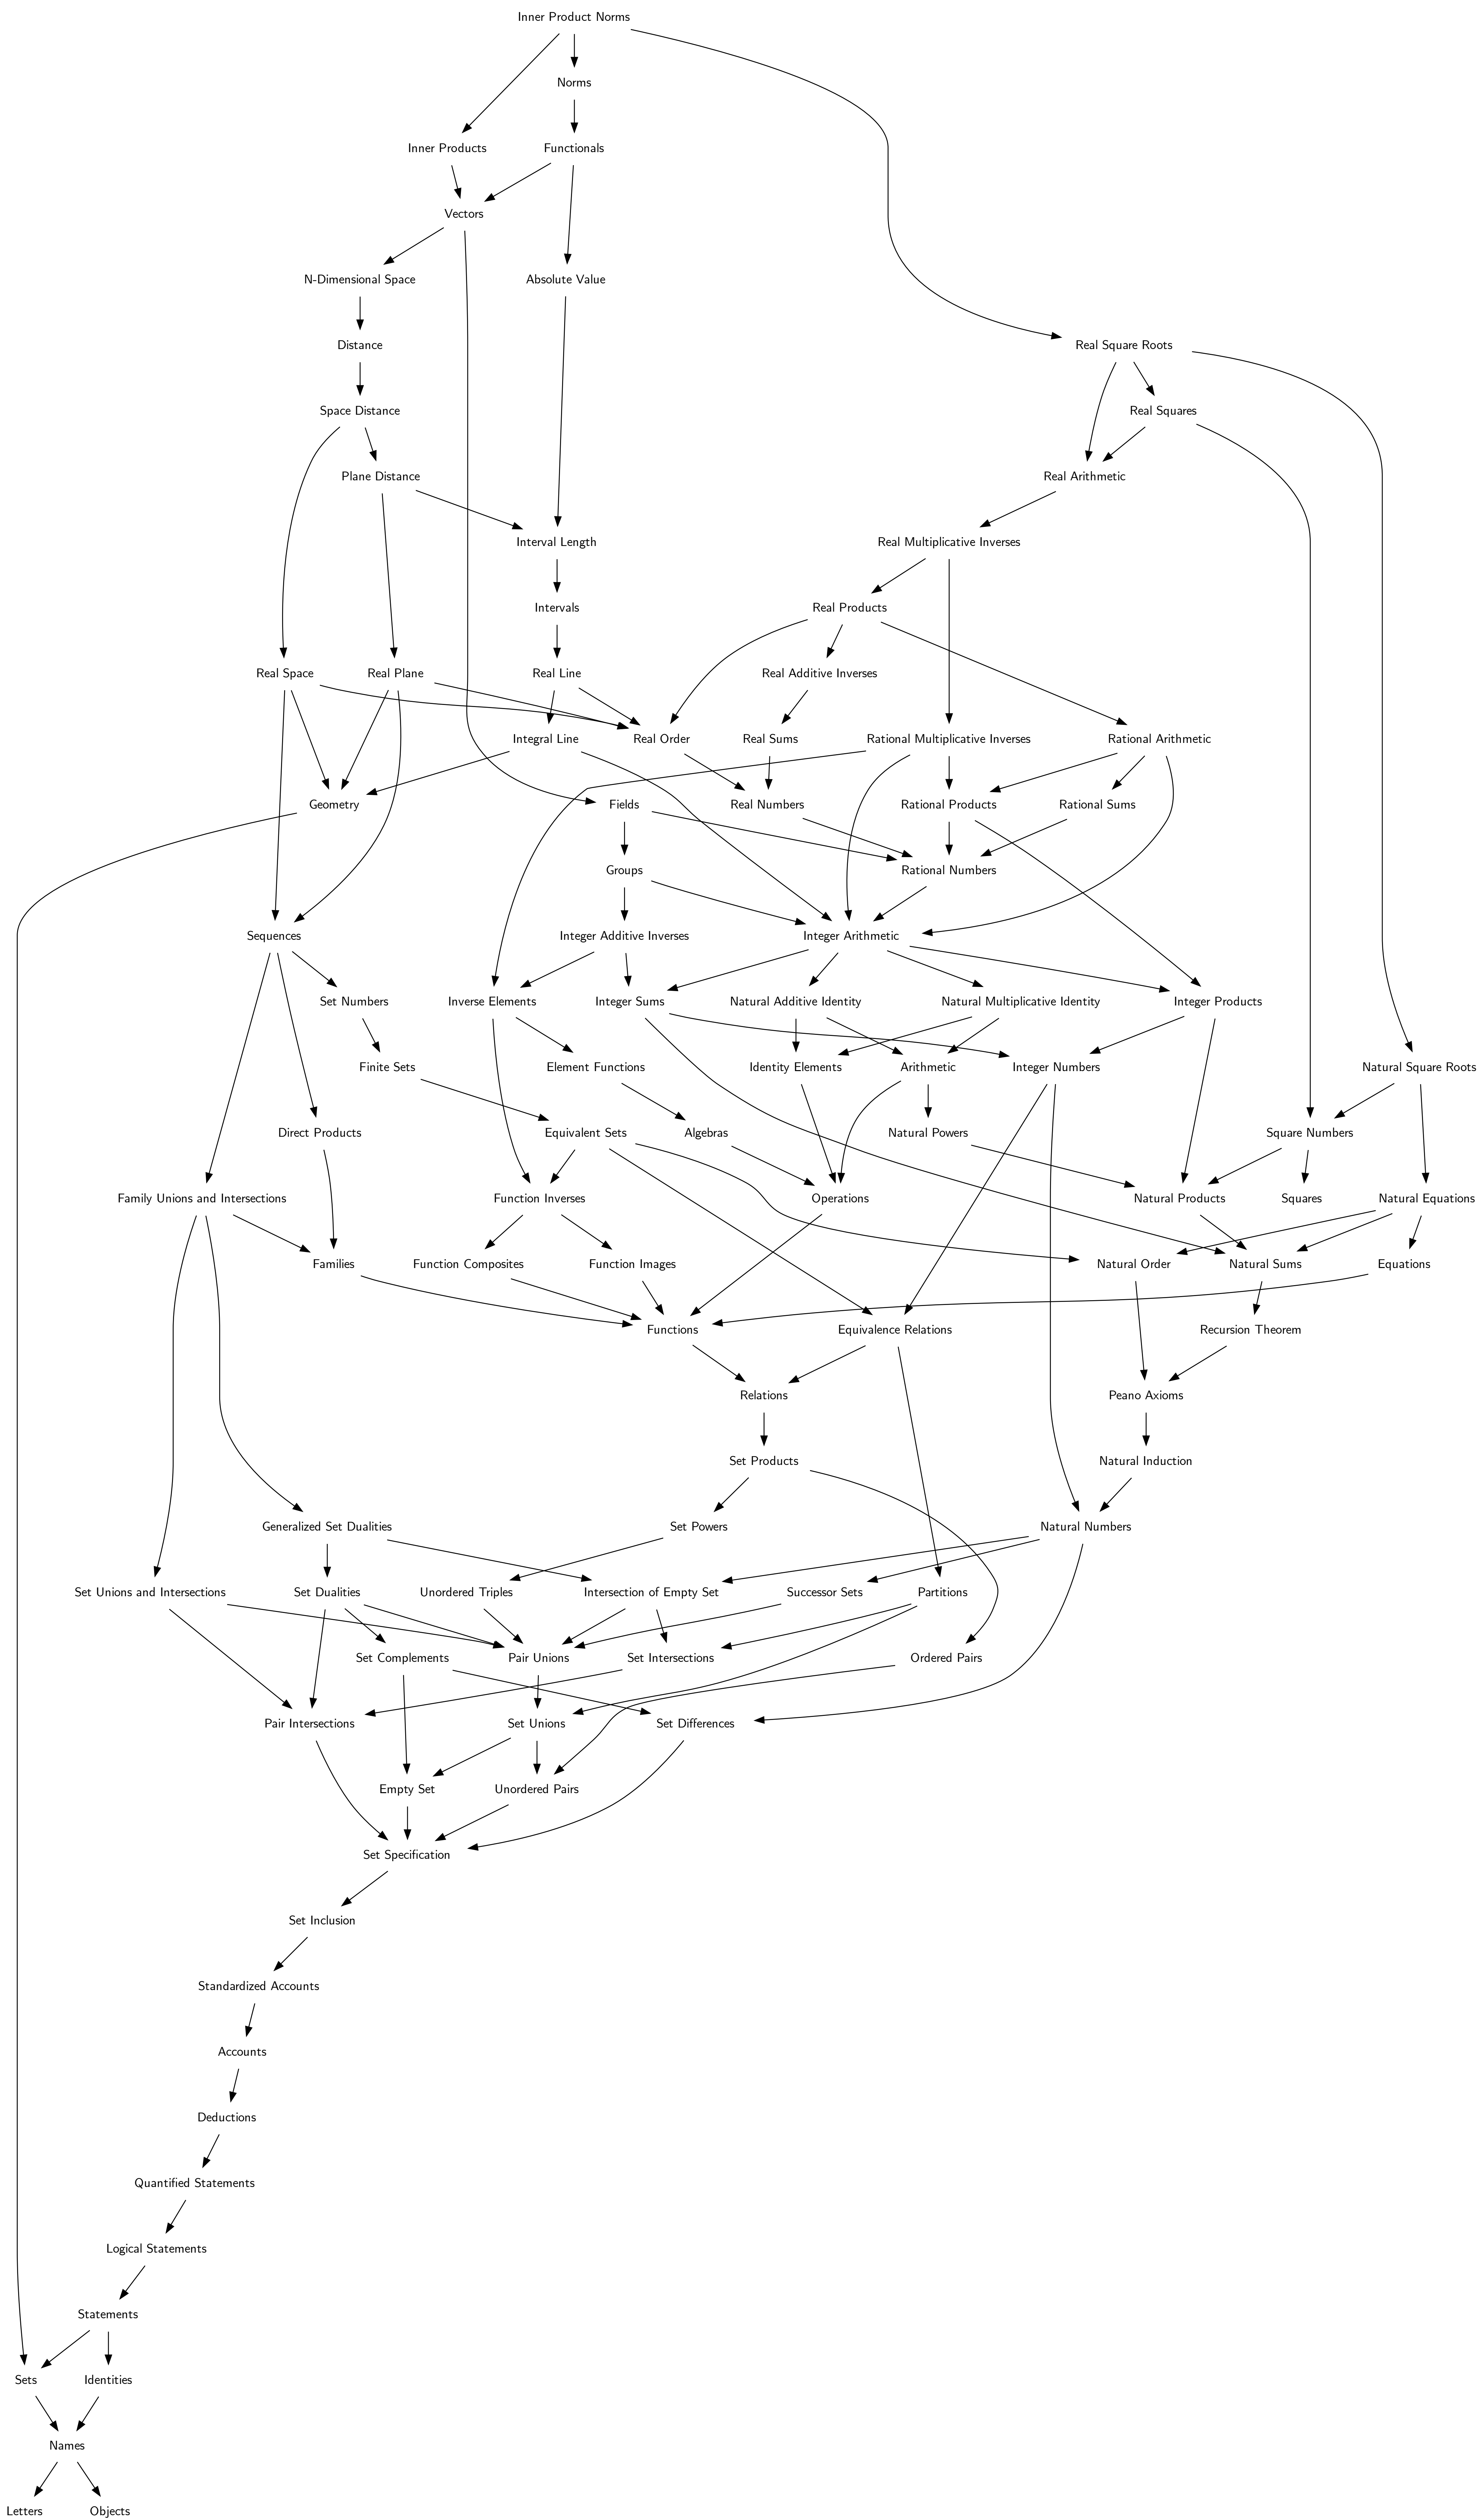 Inner Product Norms
Norms
Inner Products
Functionals
Vectors
N-Dimensional Space
Absolute Value
Distance
Real Square Roots
Space Distance
Real Squares
Plane Distance
Real Arithmetic
Interval Length
Real Multiplicative Inverses
Intervals
Real Products
Real Space
Real Plane
Real Line
Real Additive Inverses
Integral Line
Real Order
Real Sums
Rational Multiplicative Inverses
Rational Arithmetic
Geometry
Fields
Real Numbers
Rational Products
Rational Sums
Groups
Rational Numbers
Sequences
Integer Additive Inverses
Integer Arithmetic
Set Numbers
Inverse Elements
Integer Sums
Natural Additive Identity
Natural Multiplicative Identity
Integer Products
Finite Sets
Element Functions
Identity Elements
Arithmetic
Integer Numbers
Natural Square Roots
Direct Products
Equivalent Sets
Algebras
Natural Powers
Square Numbers
Family Unions and Intersections
Function Inverses
Operations
Natural Products
Squares
Natural Equations
Families
Function Composites
Function Images
Natural Order
Natural Sums
Equations
Functions
Equivalence Relations
Recursion Theorem
Relations
Peano Axioms
Set Products
Natural Induction
Generalized Set Dualities
Set Powers
Natural Numbers
Set Unions and Intersections
Set Dualities
Unordered Triples
Intersection of Empty Set
Successor Sets
Partitions
Set Complements
Pair Unions
Set Intersections
Ordered Pairs
Pair Intersections
Set Unions
Set Differences
Empty Set
Unordered Pairs
Set Specification
Set Inclusion
Standardized Accounts
Accounts
Deductions
Quantified Statements
Logical Statements
Statements
Sets
Identities
Names
Letters
Objects